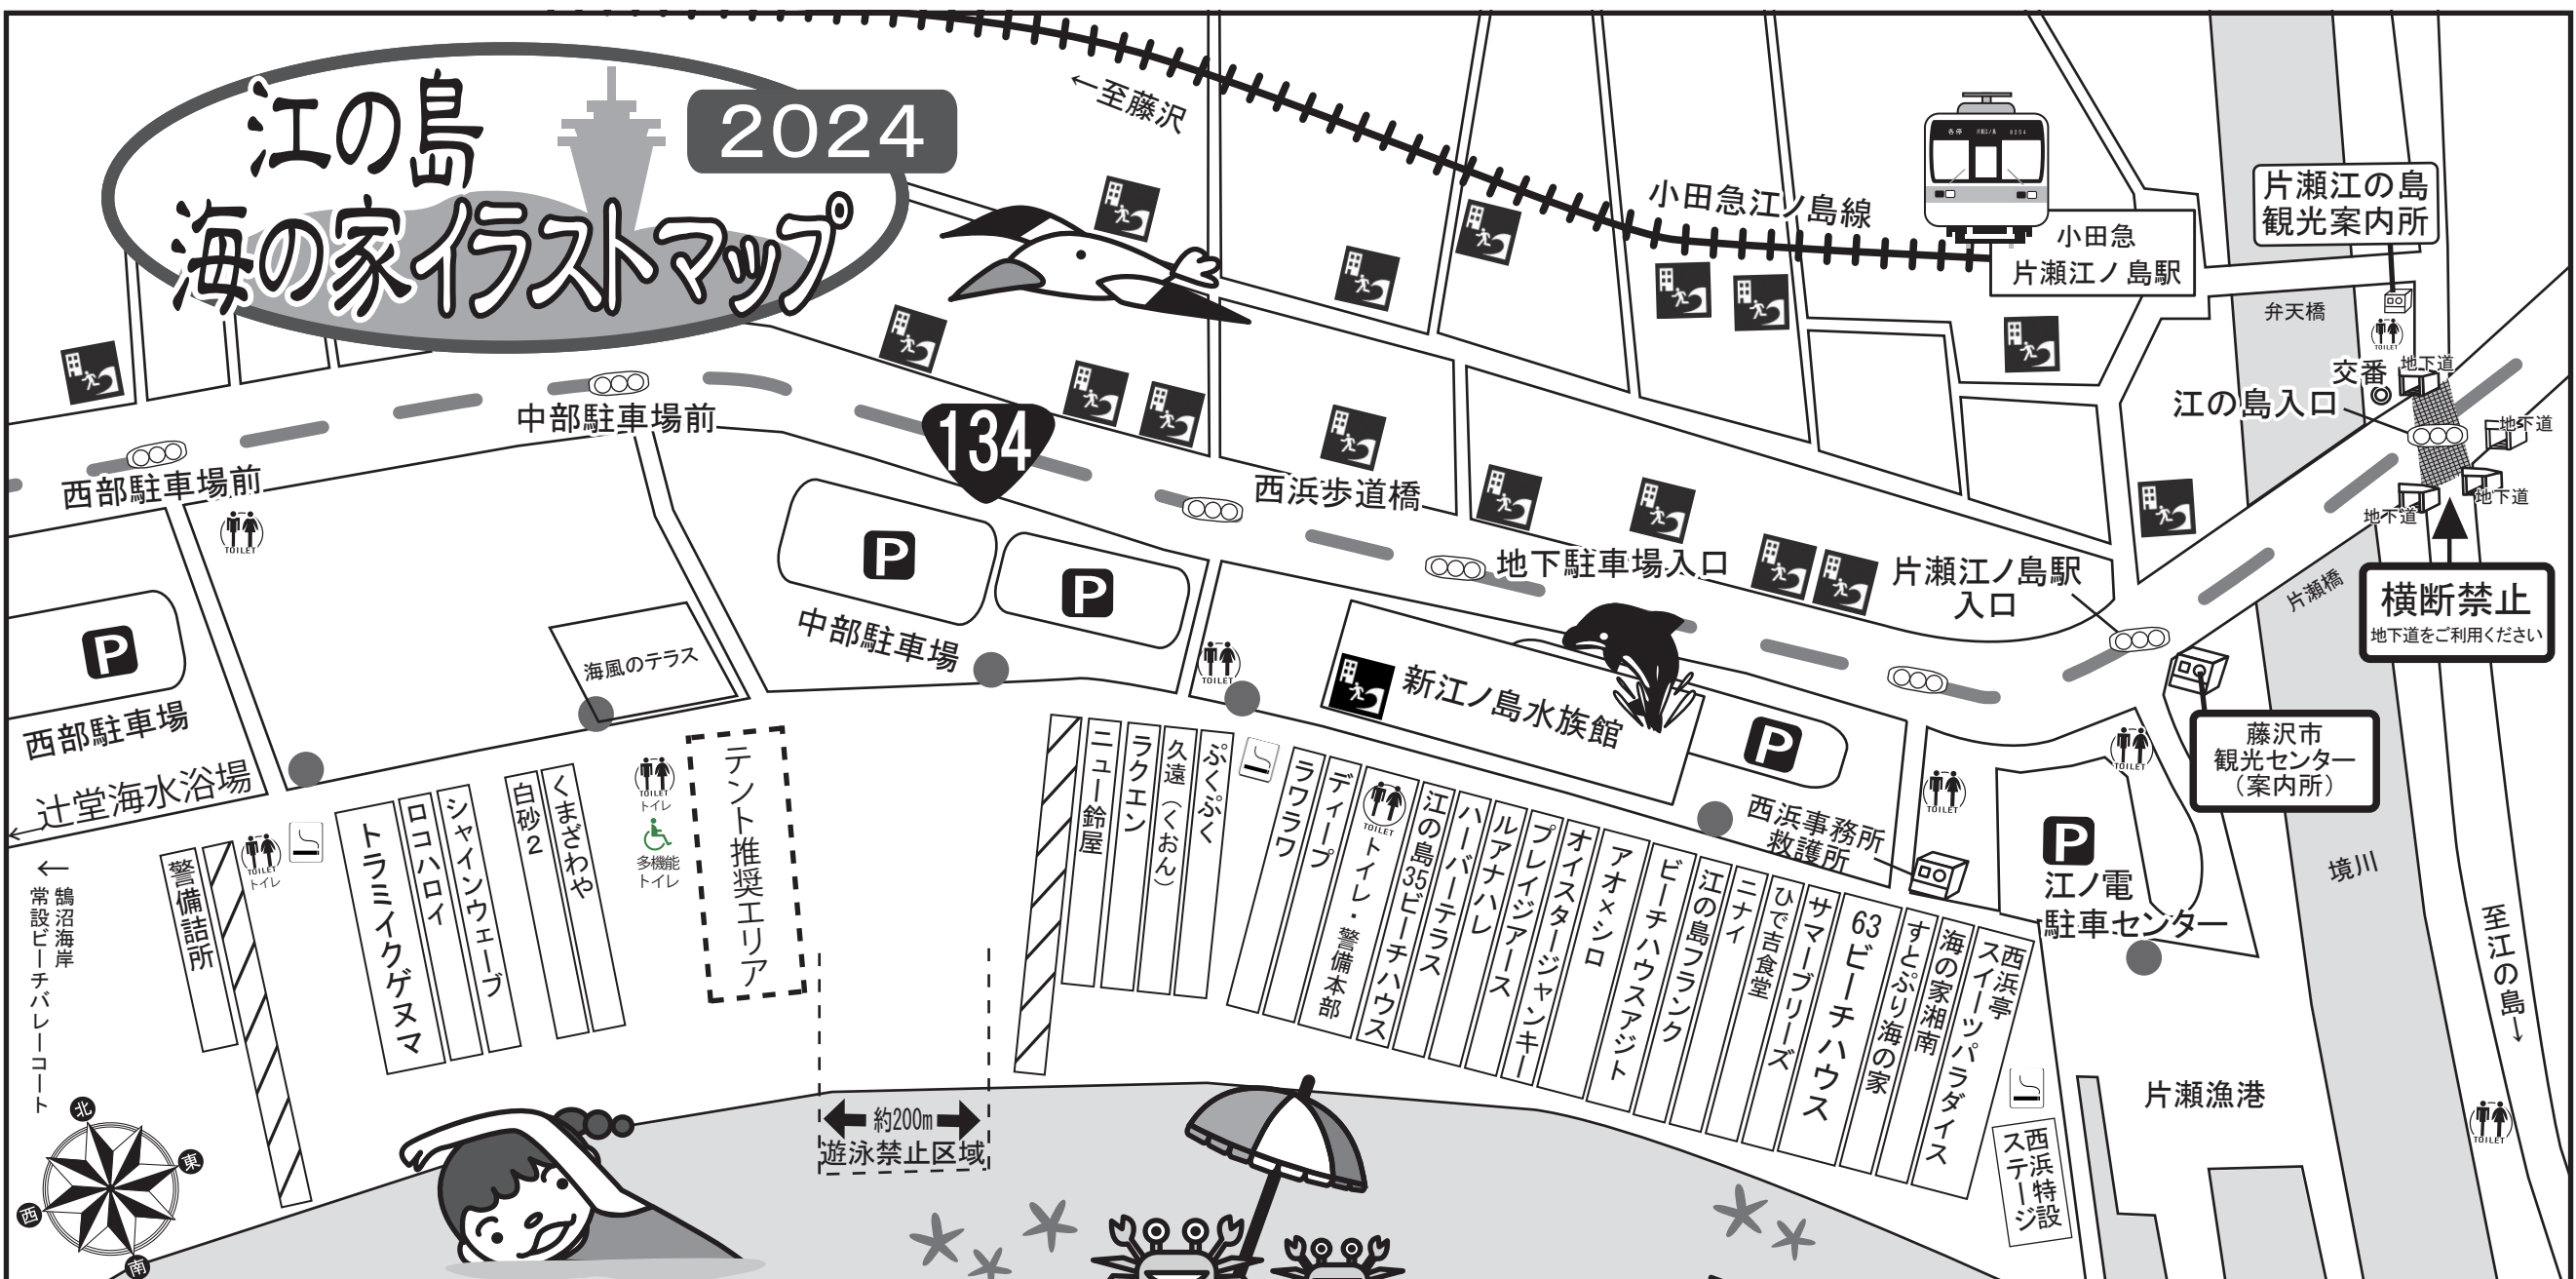 江の島
海の家イラストマップ
2024
←至藤沢
小田急江ノ島線
小田急
片瀬江ノ島駅
片瀬江の島
観光案内所
弁天橋
TOILET
交番
地下道
江の島入口
地下道
地下道
地下道
横断禁止
地下道をご利用ください
片瀬橋
西部駐車場前
中部駐車場前
134
西浜歩道橋
地下駐車場入口
片瀬江ノ島駅
入口
TOILET
P
西部駐車場
←辻堂海水浴場
海風のテラス
P
P
中部駐車場
TOILET
新江ノ島水族館
P
西浜事務所
救護所
TOILET
TOILET
藤沢市
観光センター
（案内所）
P
江ノ電
駐車センター
境川
至江の島→
←
鵠沼海岸
常設ビーチバレーコート
警備詰所
TOILET
トイレ
トラミイクゲヌマ
ロコハロイ
シャインウェーブ
白砂2
くまざわや
TOILET
トイレ
多機能
トイレ
テント推奨エリア
ニュー鈴屋
ラクエン
久遠（くおん）
ぷくぷく
ラワラワ
ディープ
TOILET
トイレ・警備本部
江の島35ビーチハウス
ハーバーテラス
ルアナハレ
プレイジアース
オイスタージャンキー
アオ×シロ
ビーチハウスアジト
江の島フランク
ニナイ
ひで吉食堂
サマーブリーズ
63ビーチハウス
すとぷり海の家
海の家湘南
西浜亭
スイーツパラダイス
西浜特設
ステージ
片瀬漁港
TOILET
約200m
遊泳禁止区域
北
東
西
南